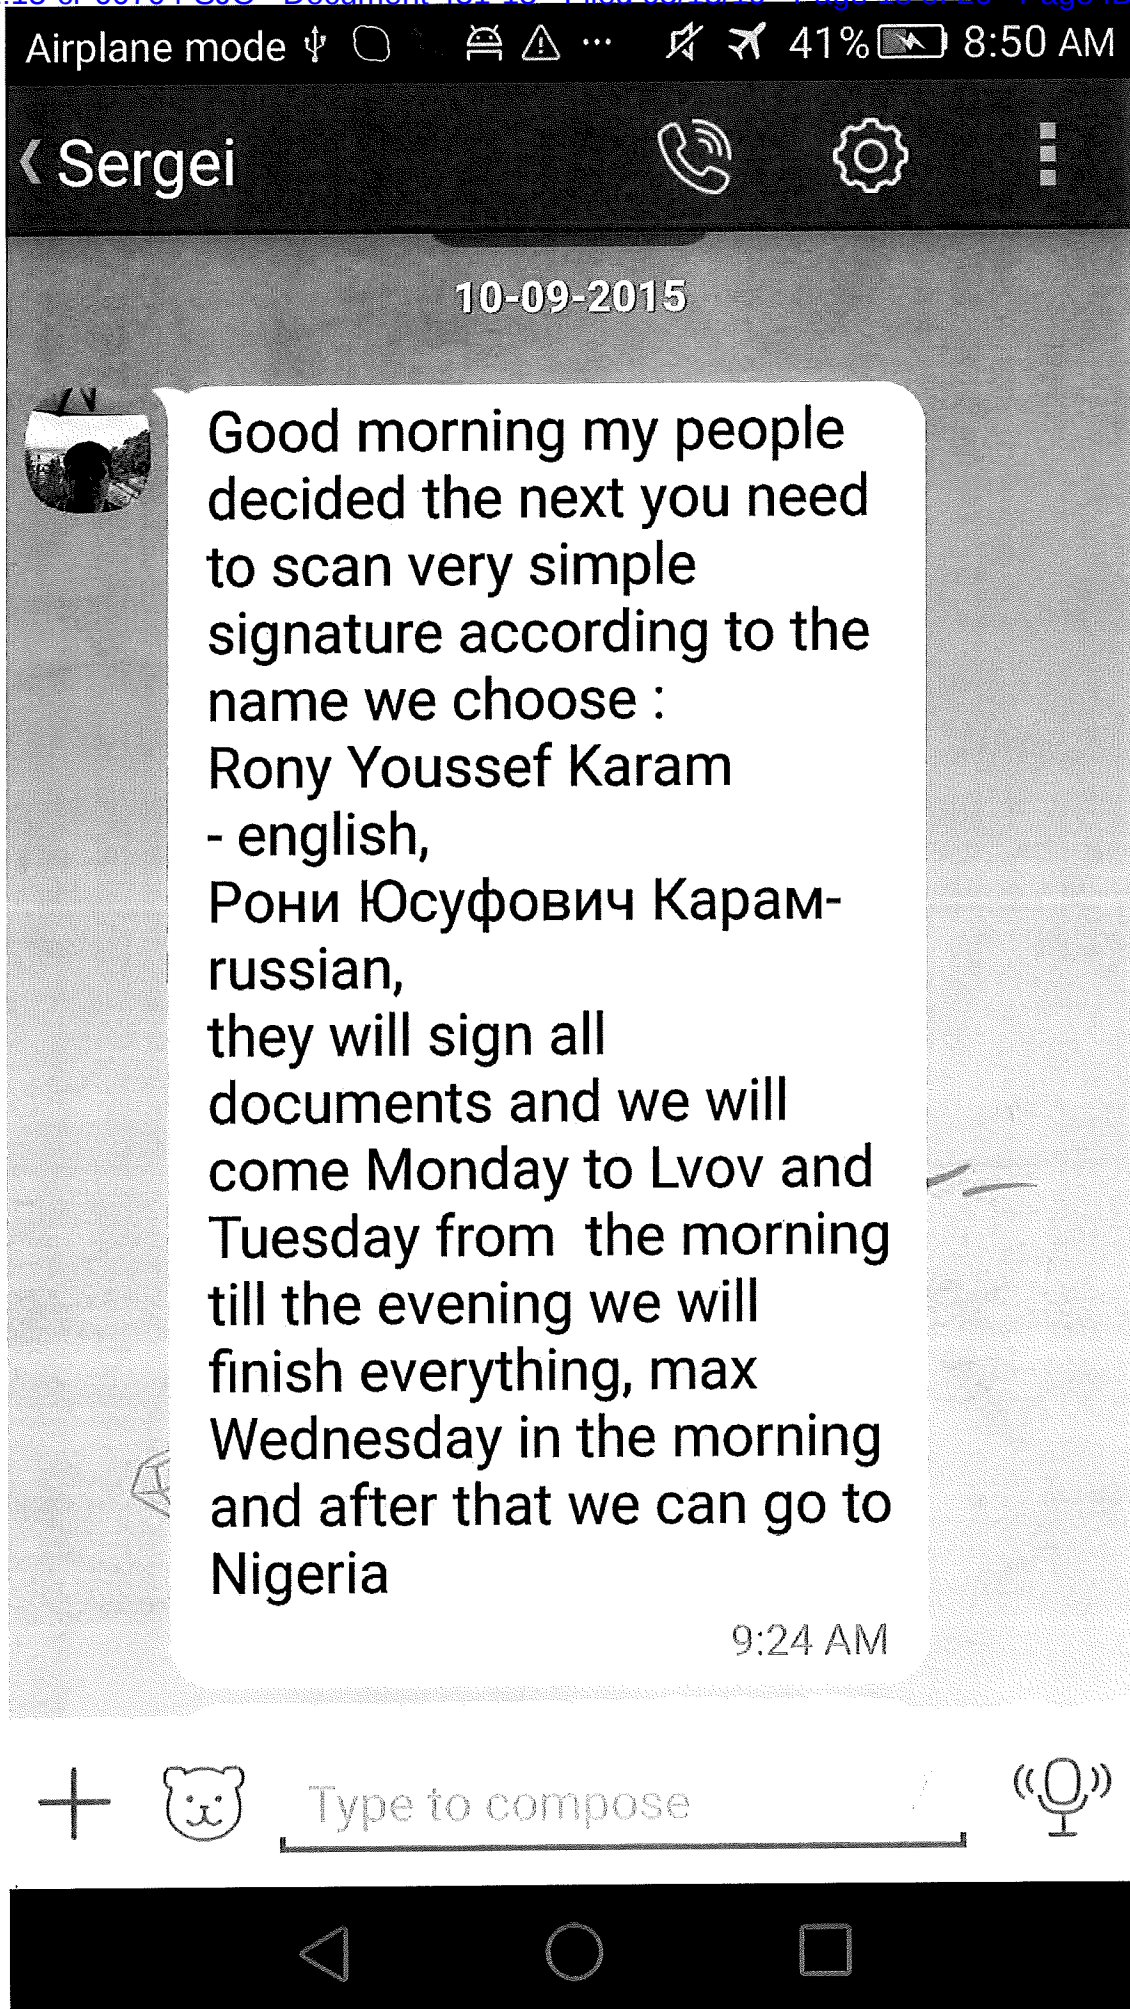 Airplane mode 41% 8:50 AM
Sergei
10-09-2015
Good morning my people
decided the next you need
to scan very simple
signature according to the
name we choose :
Rony Youssef Karam
- english,
Рони Юсуфович Карам-
russian,
they will sign all
documents and we will
come Monday to Lvov and
Tuesday from  the morning
till the evening we will
finish everything, max
Wednesday in the morning
and after that we can go to
Nigeria
9:24 AM
Type to compose